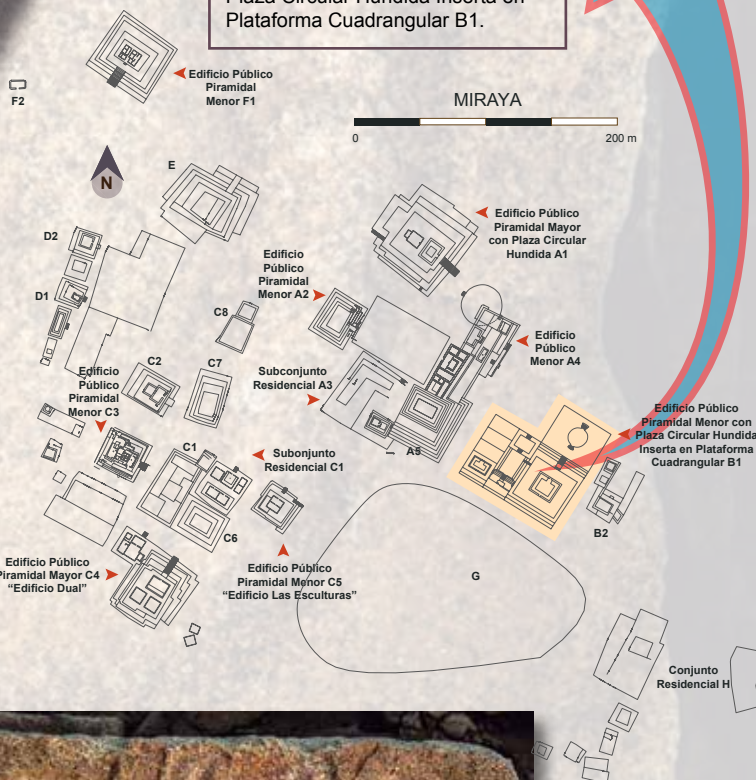 Plataforma Cuadrangular B1.
Edificio Público
Piramidal
Menor F1
F2
MIRAYA
0
200 m
N
E
Edificio Público
Piramidal Mayor
con Plaza Circular
Hundida A1
D2
Edificio
Público
Piramidal
Menor A2
D1
C8
Edificio
Público
Menor A4
C2
C7
Edificio
Público
Piramidal
Menor C3
Subconjunto
Residencial A3
Edificio Público
Piramidal Menor con
Plaza Circular Hundida
Inserta en Plataforma
Cuadrangular B1
A5
C1
Subonjunto
Residencial C1
C6
B2
Edificio Público
Piramidal Mayor C4
“Edificio Dual”
Edificio Público
Piramidal Menor C5
“Edificio Las Esculturas”
G
Conjunto
Residencial H